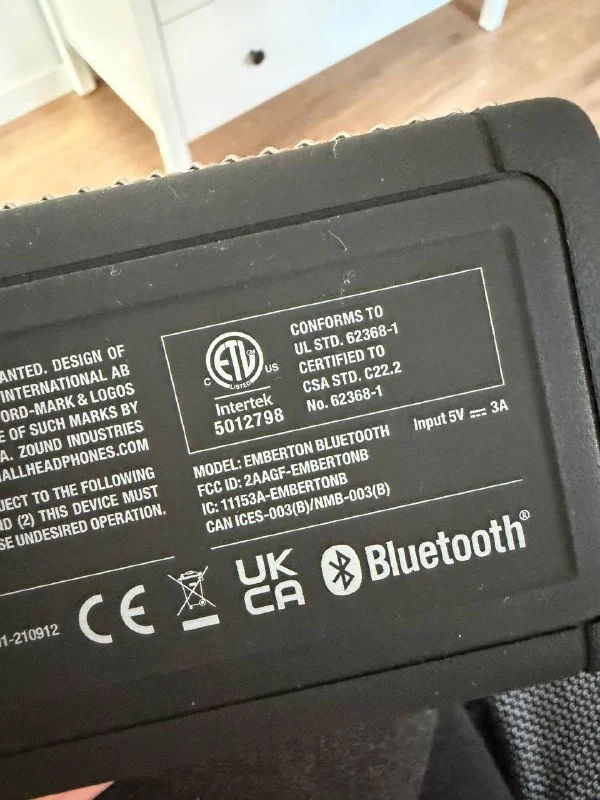 ANTED. DESIGN OF
INTERNATIONAL AB
ORD-MARK & LOGOS
E OF SUCH MARKS BY
A. ZOUND INDUSTRIES
ALLHEADPHONES.COM
JECT TO THE FOLLOWING
ND (2) THIS DEVICE MUST
SE UNDESIRED OPERATION.
ETL
C LISTED US
Intertek
5012798
CONFORMS TO
UL STD. 62368-1
CERTIFIED TO
CSA STD. C22.2
No. 62368-1
MODEL: EMBERTON BLUETOOTH
FCC ID: 2AAGF-EMBERTONB
IC: 11153A-EMBERTONB
CAN ICES-003(B)/NMB-003(B)
Input 5V ⎓ 3A
01-210912
CE
UK
CA
Bluetooth®